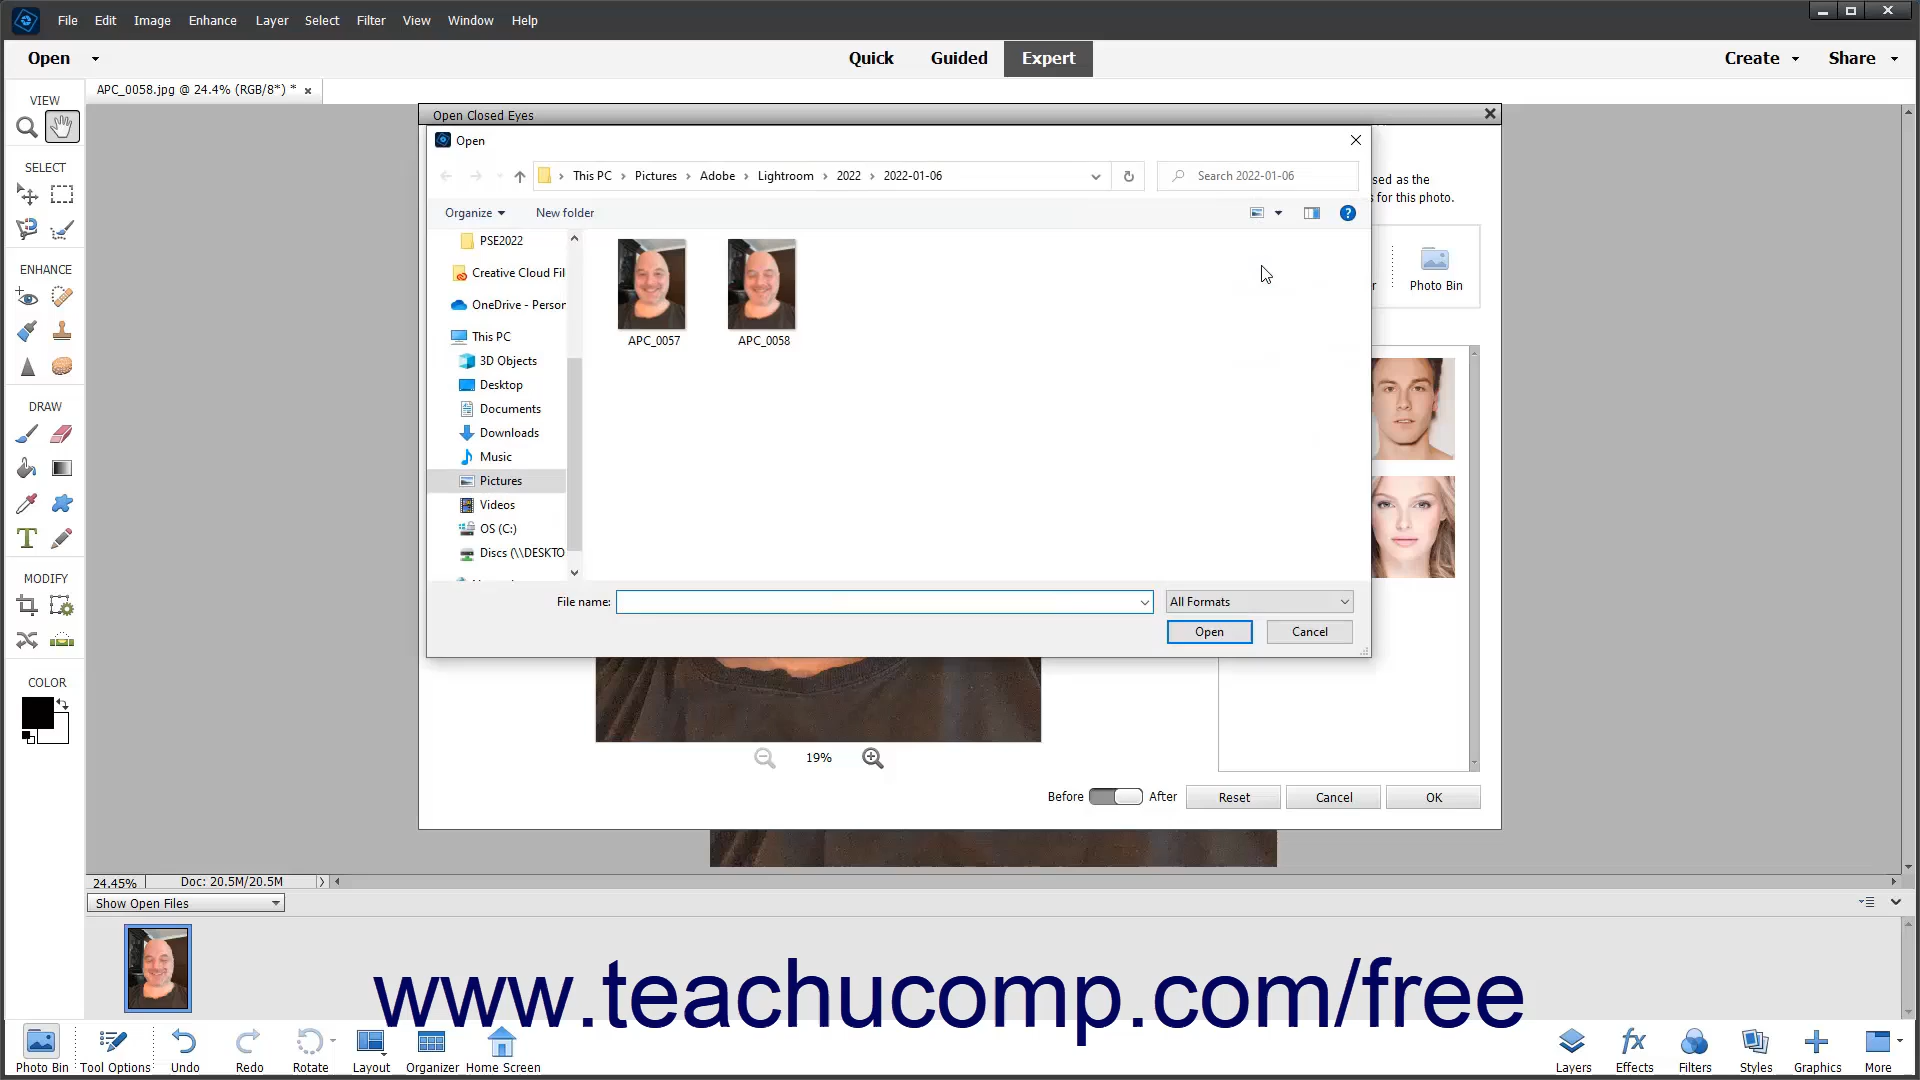 File Edit Image Enhance Layer Select Filter View Window Help
Open Quick Guided Expert Create Share
APC_0058.jpg @ 24.4% (RGB/8*) * ×
VIEW
SELECT
ENHANCE
DRAW
MODIFY
COLOR
Open Closed Eyes
Open
This PC > Pictures > Adobe > Lightroom > 2022 > 2022-01-06
Search 2022-01-06
Organize New folder
PSE2022
Creative Cloud Fil
OneDrive - Person
This PC
3D Objects
Desktop
Documents
Downloads
Music
Pictures
Videos
OS (C:)
Discs (\\DESKTO
APC_0057 APC_0058
File name:
All Formats
Open Cancel
sed as the
s for this photo.
r
Photo Bin
19%
Before After Reset Cancel OK
24.45% Doc: 20.5M/20.5M
Show Open Files
www.teachucomp.com/free
Photo Bin Tool Options Undo Redo Rotate Layout Organizer Home Screen Layers Effects Filters Styles Graphics More